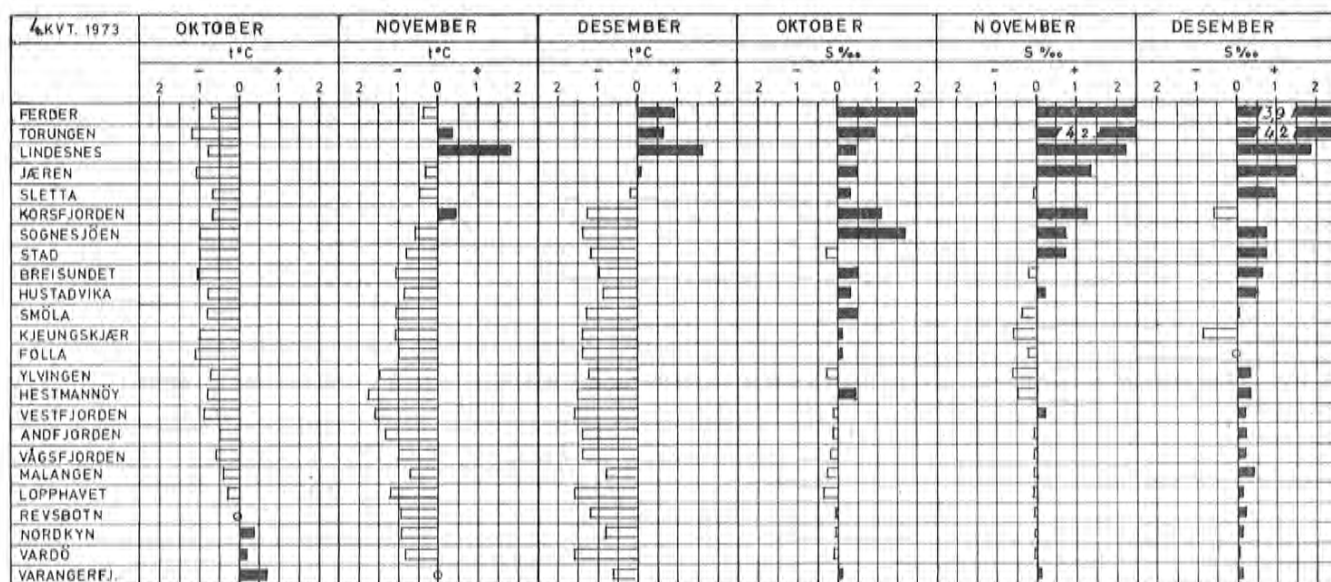 4. KVT. 1973 OKTOBER NOVEMBER DESEMBER OKTOBER NOVEMBER DESEMBER
t°C t°C t°C S ‰ S ‰ S ‰
− + − + − + − + − + − +
2 1 0 1 2 2 1 0 1 2 2 1 0 1 2 2 1 0 1 2 2 1 0 1 2 2 1 0 1 2
FERDER 3,9
TORUNGEN 4 2 4 2
LINDESNES
JÆREN
SLETTA
KORSFJORDEN
SOGNESJÖEN
STAD
BREISUNDET
HUSTADVIKA
SMÖLA
KJEUNGSKJÆR
FOLLA
YLVINGEN
HESTMANNÖY
VESTFJORDEN
ANDFJORDEN
VÅGSFJORDEN
MALANGEN
LOPPHAVET
REVSBOTN
NORDKYN
VARDÖ
VARANGERFJ.